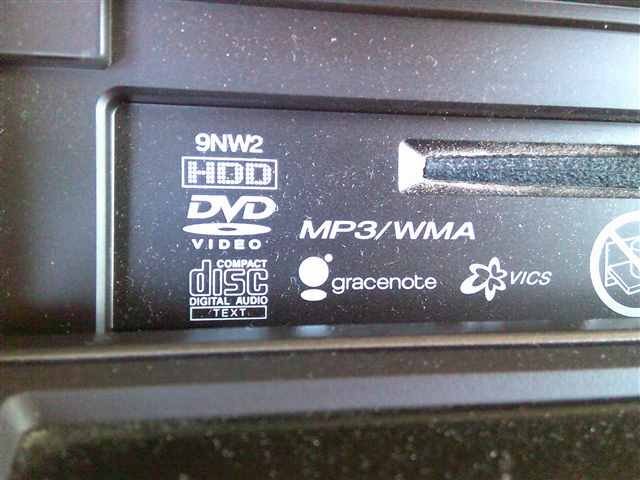 9NW2
HDD
DVD
VIDEO
MP3/WMA
COMPACT
disc
DIGITAL AUDIO
TEXT
gracenote
VICS